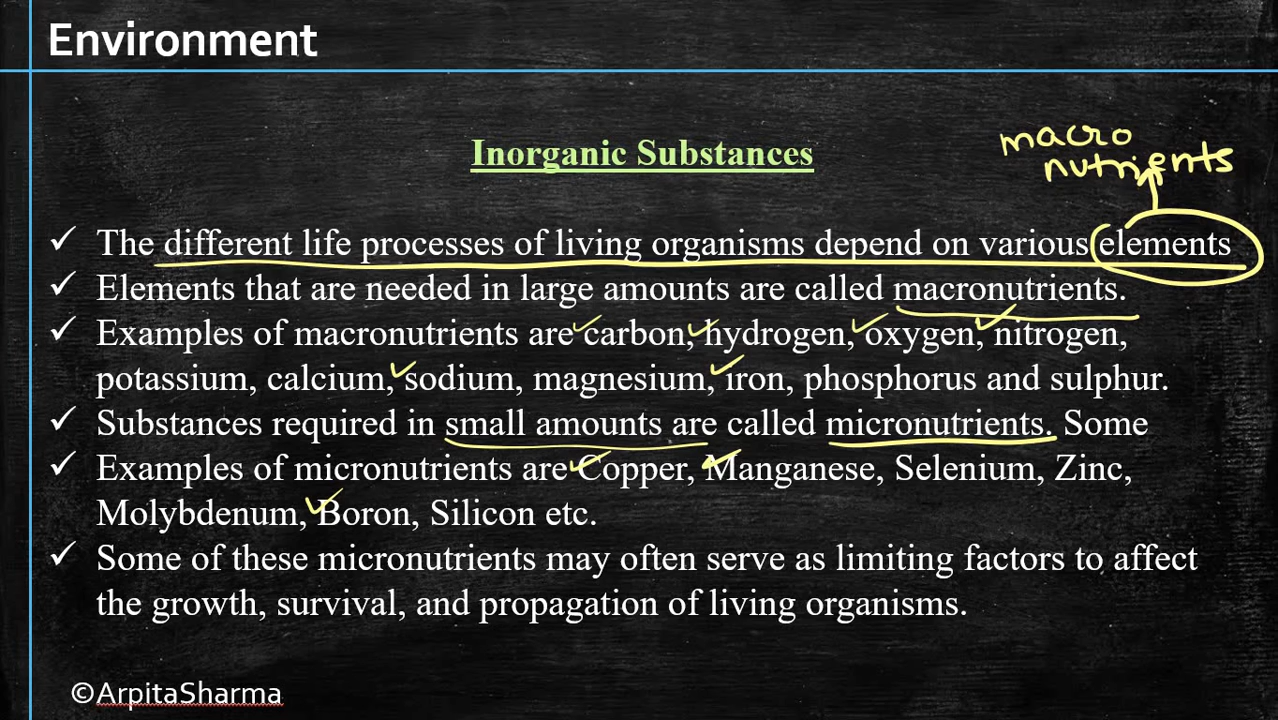 Environment
macro
nutrients
Inorganic Substances
✓ The different life processes of living organisms depend on various elements
✓ Elements that are needed in large amounts are called macronutrients.
✓ Examples of macronutrients are carbon, hydrogen, oxygen, nitrogen,
potassium, calcium, sodium, magnesium, iron, phosphorus and sulphur.
✓ Substances required in small amounts are called micronutrients. Some
✓ Examples of micronutrients are Copper, Manganese, Selenium, Zinc,
Molybdenum, Boron, Silicon etc.
✓ Some of these micronutrients may often serve as limiting factors to affect
the growth, survival, and propagation of living organisms.
©ArpitaSharma